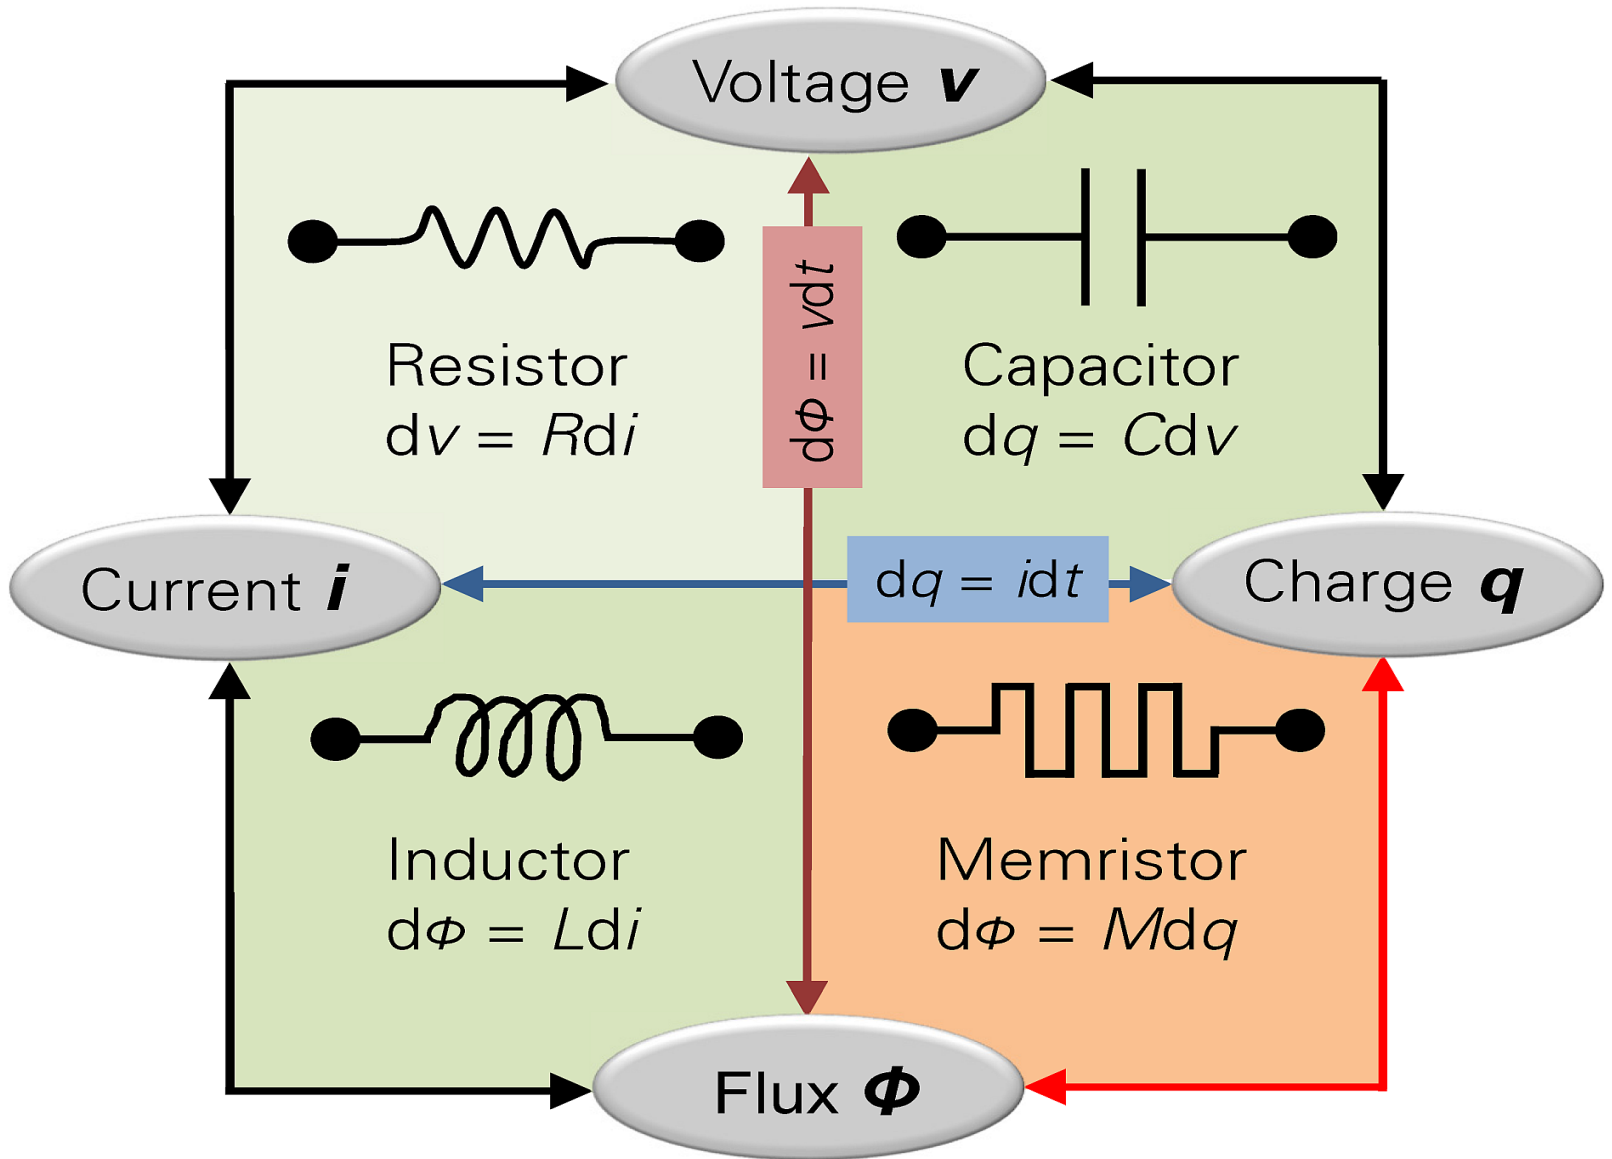 Voltage v
Resistor
dv = Rdi
dΦ = vdt
Capacitor
dq = Cdv
Current i
dq = idt
Charge q
Inductor
dΦ = Ldi
Memristor
dΦ = Mdq
Flux Φ